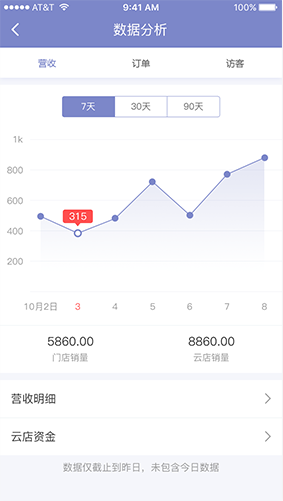 AT&T 9:41 AM 100%
数据分析
营收 订单 访客
7天 30天 90天
1k
800
600
400
200
315
10月2日 3 4 5 6 7 8
5860.00 8860.00
门店销量 云店销量
营收明细
云店资金
数据仅截止到昨日，未包含今日数据